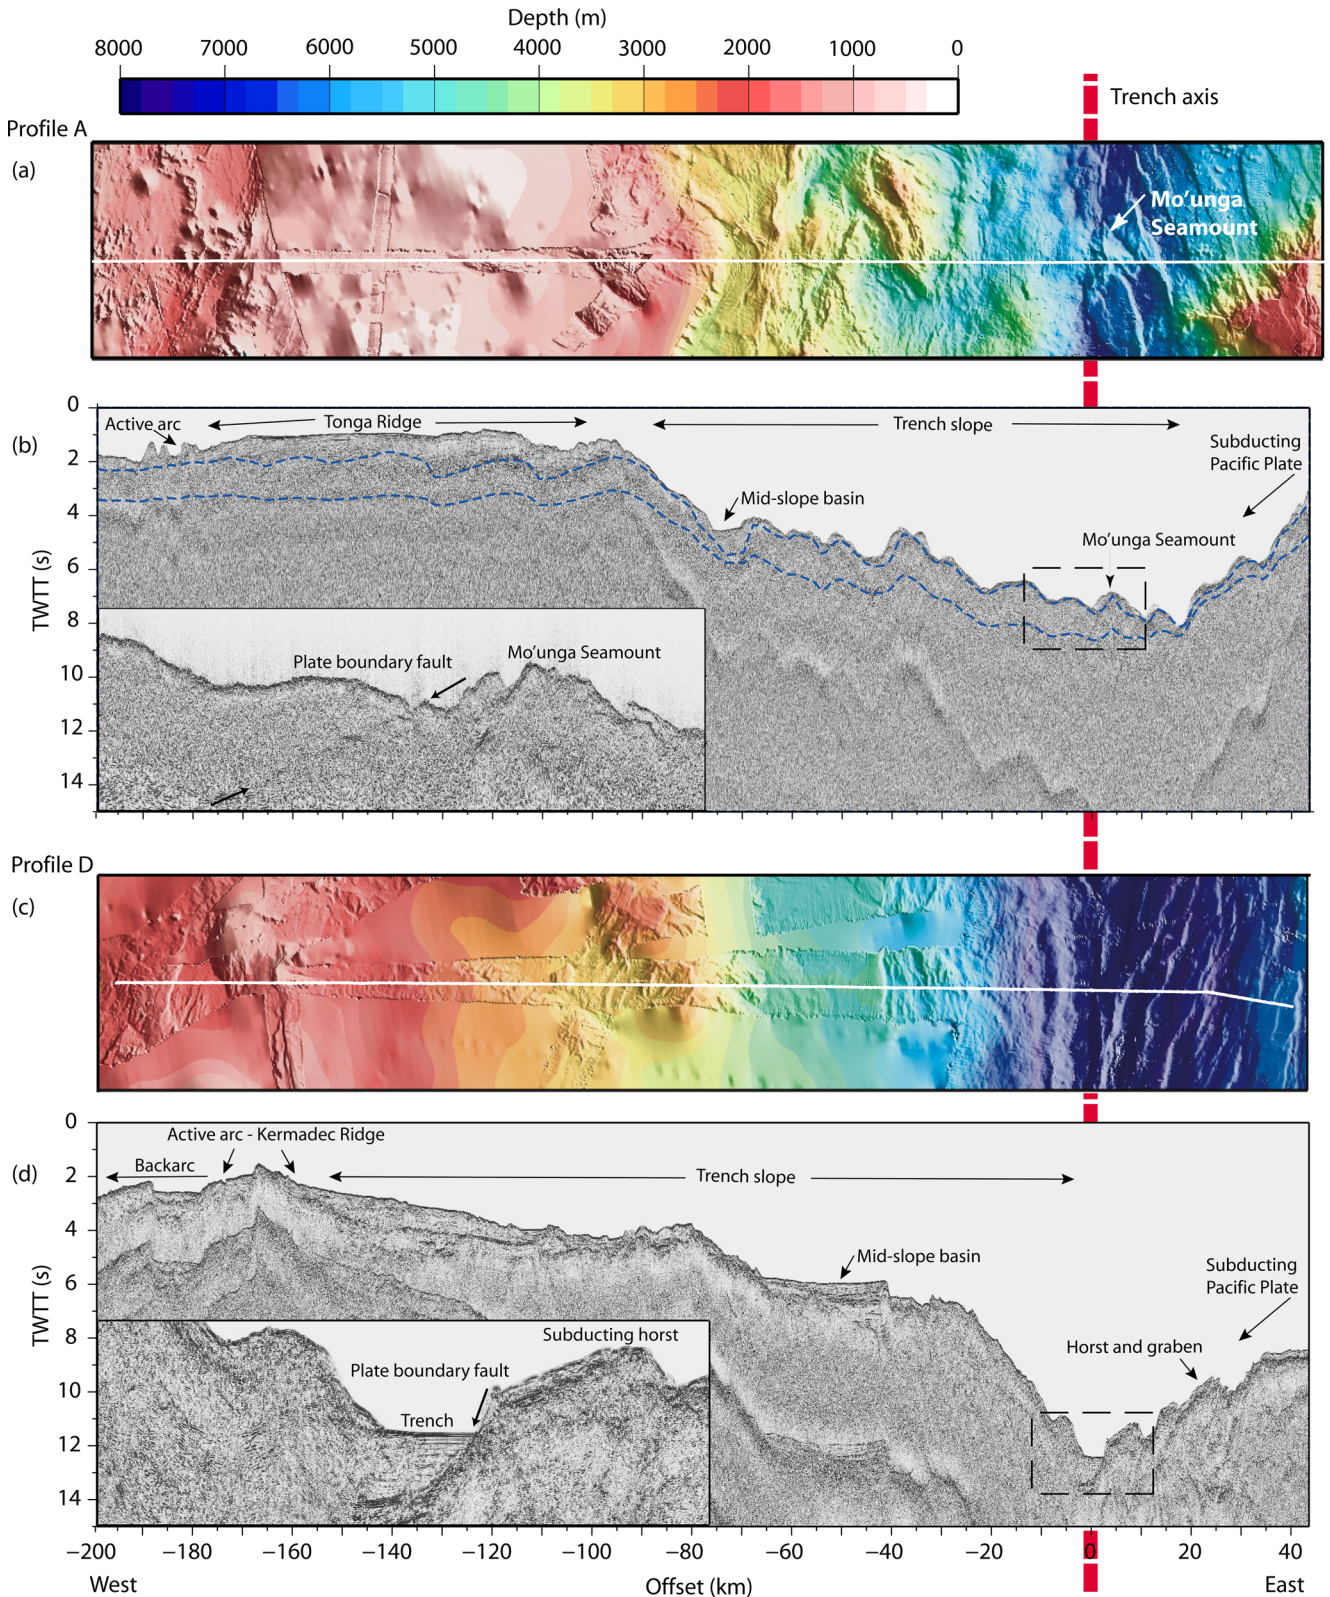 Depth (m)
8000 7000 6000 5000 4000 3000 2000 1000 0
Trench axis
Profile A
(a)
Mo'unga
Seamount
0
(b)
Active arc
Tonga Ridge
Trench slope
Subducting
Pacific Plate
2
Mid-slope basin
4
Mo'unga Seamount
6
TWTT (s)
8
Plate boundary fault
Mo'unga Seamount
10
12
14
Profile D
(c)
0
Active arc - Kermadec Ridge
(d)
Backarc
Trench slope
2
4
Mid-slope basin
Subducting
Pacific Plate
6
TWTT (s)
8
Subducting horst
Horst and graben
Plate boundary fault
10
Trench
12
14
−200 −180 −160 −140 −120 −100 −80 −60 −40 −20 0 20 40
West Offset (km) East